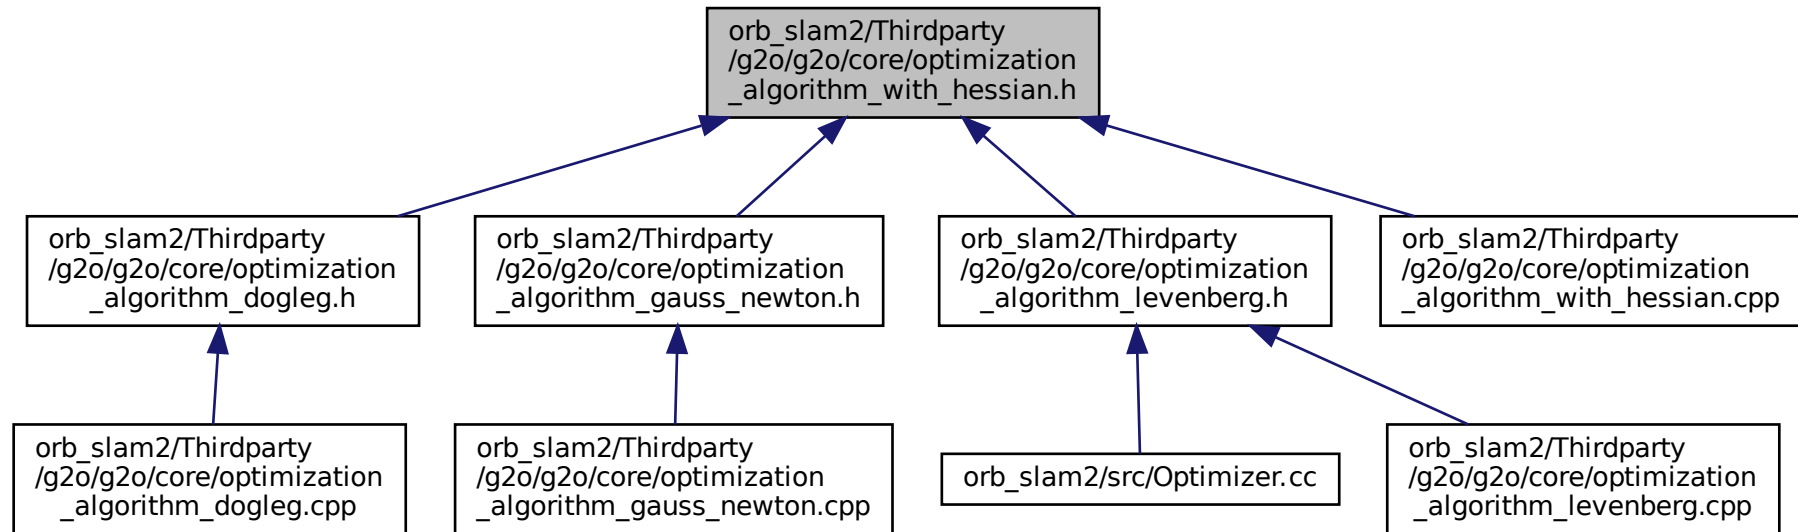 orb_slam2/Thirdparty
/g2o/g2o/core/optimization
_algorithm_with_hessian.h
orb_slam2/Thirdparty
/g2o/g2o/core/optimization
_algorithm_dogleg.h
orb_slam2/Thirdparty
/g2o/g2o/core/optimization
_algorithm_gauss_newton.h
orb_slam2/Thirdparty
/g2o/g2o/core/optimization
_algorithm_levenberg.h
orb_slam2/Thirdparty
/g2o/g2o/core/optimization
_algorithm_with_hessian.cpp
orb_slam2/Thirdparty
/g2o/g2o/core/optimization
_algorithm_dogleg.cpp
orb_slam2/Thirdparty
/g2o/g2o/core/optimization
_algorithm_gauss_newton.cpp
orb_slam2/src/Optimizer.cc
orb_slam2/Thirdparty
/g2o/g2o/core/optimization
_algorithm_levenberg.cpp